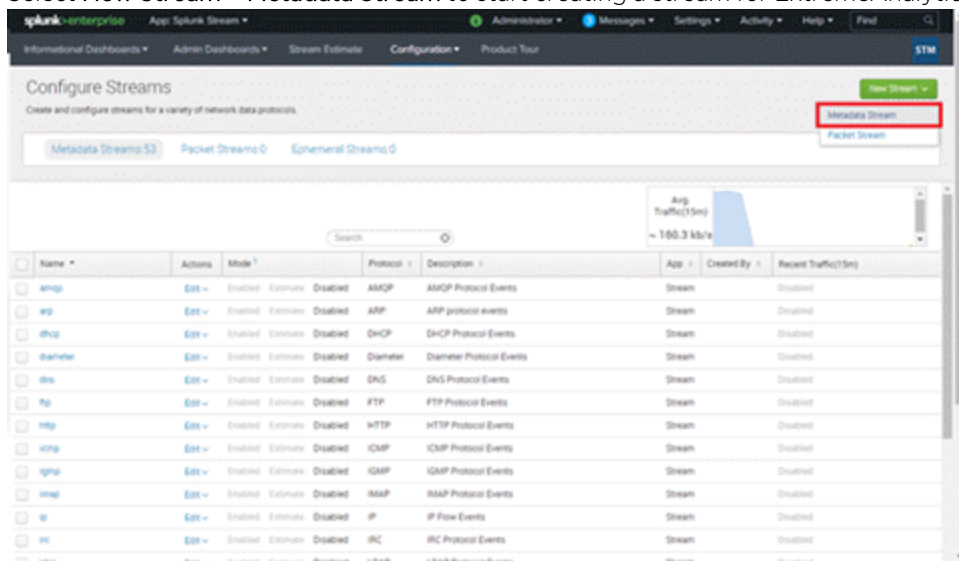 Select New Stream > Metadata Stream to start creating a stream for ExtremeAnalytic
splunk>enterprise App: Splunk Stream Administrator 3 Messages Settings Activity Help Find
Informational Dashboards Admin Dashboards Stream Estimate Configuration Product Tour STM
Configure Streams New Stream
Create and configure streams for a variety of network data protocols.
Metadata Stream
Packet Stream
Metadata Streams:53 Packet Streams:0 Ephemeral Streams:0
Avg.
Traffic(15m)
~ 160.3 kb/s
Search
Name Actions Mode ? Protocol Description App Created By Recent Traffic(15m)
amqp Edit Enabled Estimate Disabled AMQP AMQP Protocol Events Stream Disabled
arp Edit Enabled Estimate Disabled ARP ARP protocol events Stream Disabled
dhcp Edit Enabled Estimate Disabled DHCP DHCP Protocol Events Stream Disabled
diameter Edit Enabled Estimate Disabled Diameter Diameter Protocol Events Stream Disabled
dns Edit Enabled Estimate Disabled DNS DNS Protocol Events Stream Disabled
ftp Edit Enabled Estimate Disabled FTP FTP Protocol Events Stream Disabled
http Edit Enabled Estimate Disabled HTTP HTTP Protocol Events Stream Disabled
icmp Edit Enabled Estimate Disabled ICMP ICMP Protocol Events Stream Disabled
igmp Edit Enabled Estimate Disabled IGMP IGMP Protocol Events Stream Disabled
imap Edit Enabled Estimate Disabled IMAP IMAP Protocol Events Stream Disabled
ip Edit Enabled Estimate Disabled IP IP Flow Events Stream Disabled
irc Edit Enabled Estimate Disabled IRC IRC Protocol Events Stream Disabled